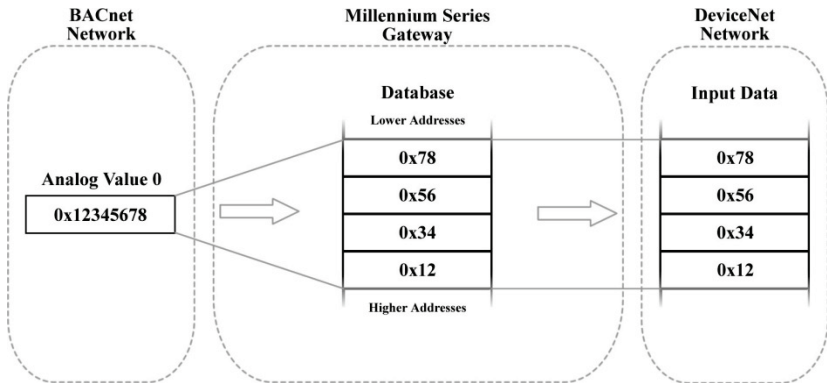 BACnet
Network
Millennium Series
Gateway
DeviceNet
Network
Database
Input Data
Lower Addresses
Analog Value 0
0x12345678
0x78
0x56
0x34
0x12
0x78
0x56
0x34
0x12
Higher Addresses